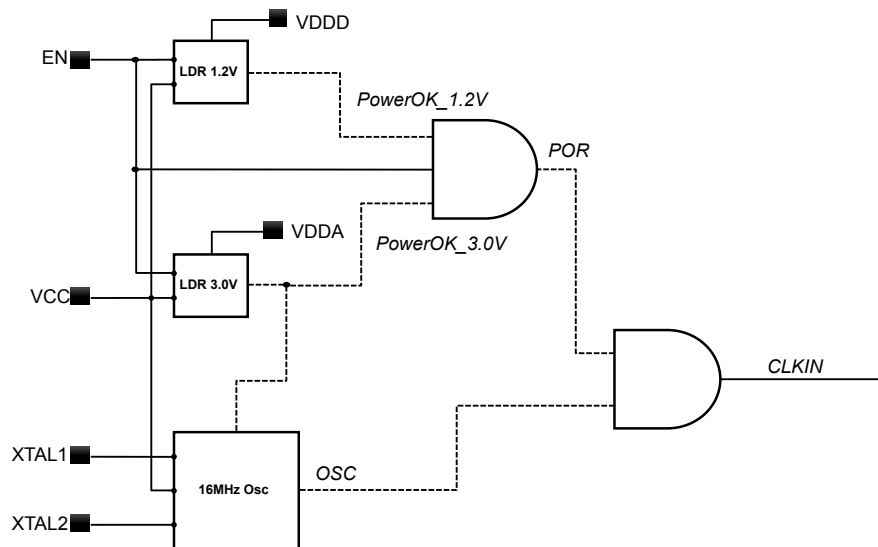 VDDD
EN
LDR 1.2V
PowerOK_1.2V
POR
VDDA
PowerOK_3.0V
LDR 3.0V
VCC
CLKIN
XTAL1
OSC
16MHz Osc
XTAL2